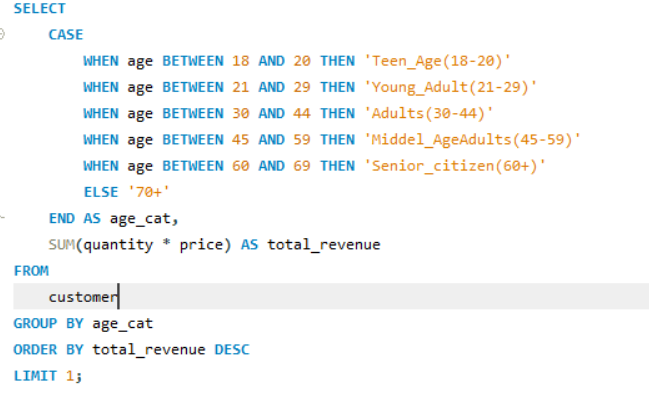 SELECT
CASE
WHEN age BETWEEN 18 AND 20 THEN 'Teen_Age(18-20)'
WHEN age BETWEEN 21 AND 29 THEN 'Young_Adult(21-29)'
WHEN age BETWEEN 30 AND 44 THEN 'Adults(30-44)'
WHEN age BETWEEN 45 AND 59 THEN 'Middel_AgeAdults(45-59)'
WHEN age BETWEEN 60 AND 69 THEN 'Senior_citizen(60+)'
ELSE '70+'
END AS age_cat,
SUM(quantity * price) AS total_revenue
FROM
customer
GROUP BY age_cat
ORDER BY total_revenue DESC
LIMIT 1;